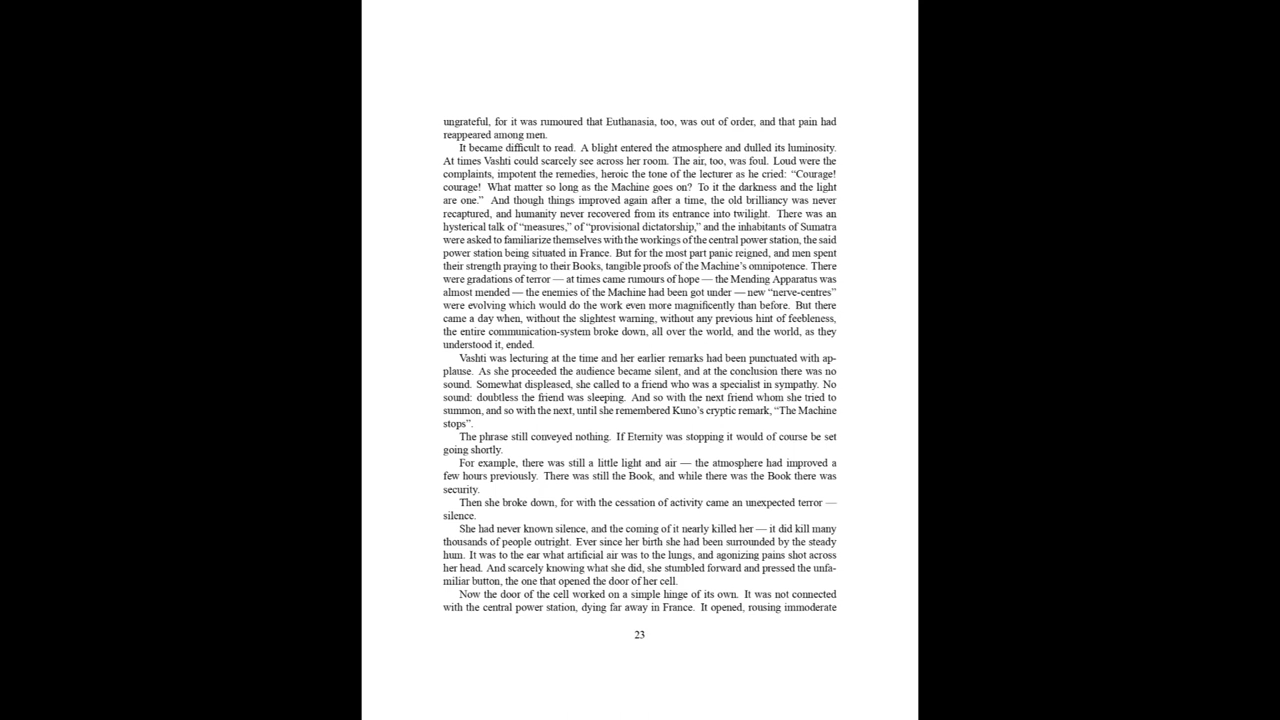 ungrateful, for it was rumoured that Euthanasia, too, was out of order, and that pain had
reappeared among men.
It became difficult to read. A blight entered the atmosphere and dulled its luminosity.
At times Vashti could scarcely see across her room. The air, too, was foul. Loud were the
complaints, impotent the remedies, heroic the tone of the lecturer as he cried: “Courage!
courage! What matter so long as the Machine goes on? To it the darkness and the light
are one.” And though things improved again after a time, the old brilliancy was never
recaptured, and humanity never recovered from its entrance into twilight. There was an
hysterical talk of “measures,” of “provisional dictatorship,” and the inhabitants of Sumatra
were asked to familiarize themselves with the workings of the central power station, the said
power station being situated in France. But for the most part panic reigned, and men spent
their strength praying to their Books, tangible proofs of the Machine’s omnipotence. There
were gradations of terror — at times came rumours of hope — the Mending Apparatus was
almost mended — the enemies of the Machine had been got under — new “nerve-centres”
were evolving which would do the work even more magnificently than before. But there
came a day when, without the slightest warning, without any previous hint of feebleness,
the entire communication-system broke down, all over the world, and the world, as they
understood it, ended.
Vashti was lecturing at the time and her earlier remarks had been punctuated with ap-
plause. As she proceeded the audience became silent, and at the conclusion there was no
sound. Somewhat displeased, she called to a friend who was a specialist in sympathy. No
sound: doubtless the friend was sleeping. And so with the next friend whom she tried to
summon, and so with the next, until she remembered Kuno’s cryptic remark, “The Machine
stops”.
The phrase still conveyed nothing. If Eternity was stopping it would of course be set
going shortly.
For example, there was still a little light and air — the atmosphere had improved a
few hours previously. There was still the Book, and while there was the Book there was
security.
Then she broke down, for with the cessation of activity came an unexpected terror —
silence.
She had never known silence, and the coming of it nearly killed her — it did kill many
thousands of people outright. Ever since her birth she had been surrounded by the steady
hum. It was to the ear what artificial air was to the lungs, and agonizing pains shot across
her head. And scarcely knowing what she did, she stumbled forward and pressed the unfa-
miliar button, the one that opened the door of her cell.
Now the door of the cell worked on a simple hinge of its own. It was not connected
with the central power station, dying far away in France. It opened, rousing immoderate
23